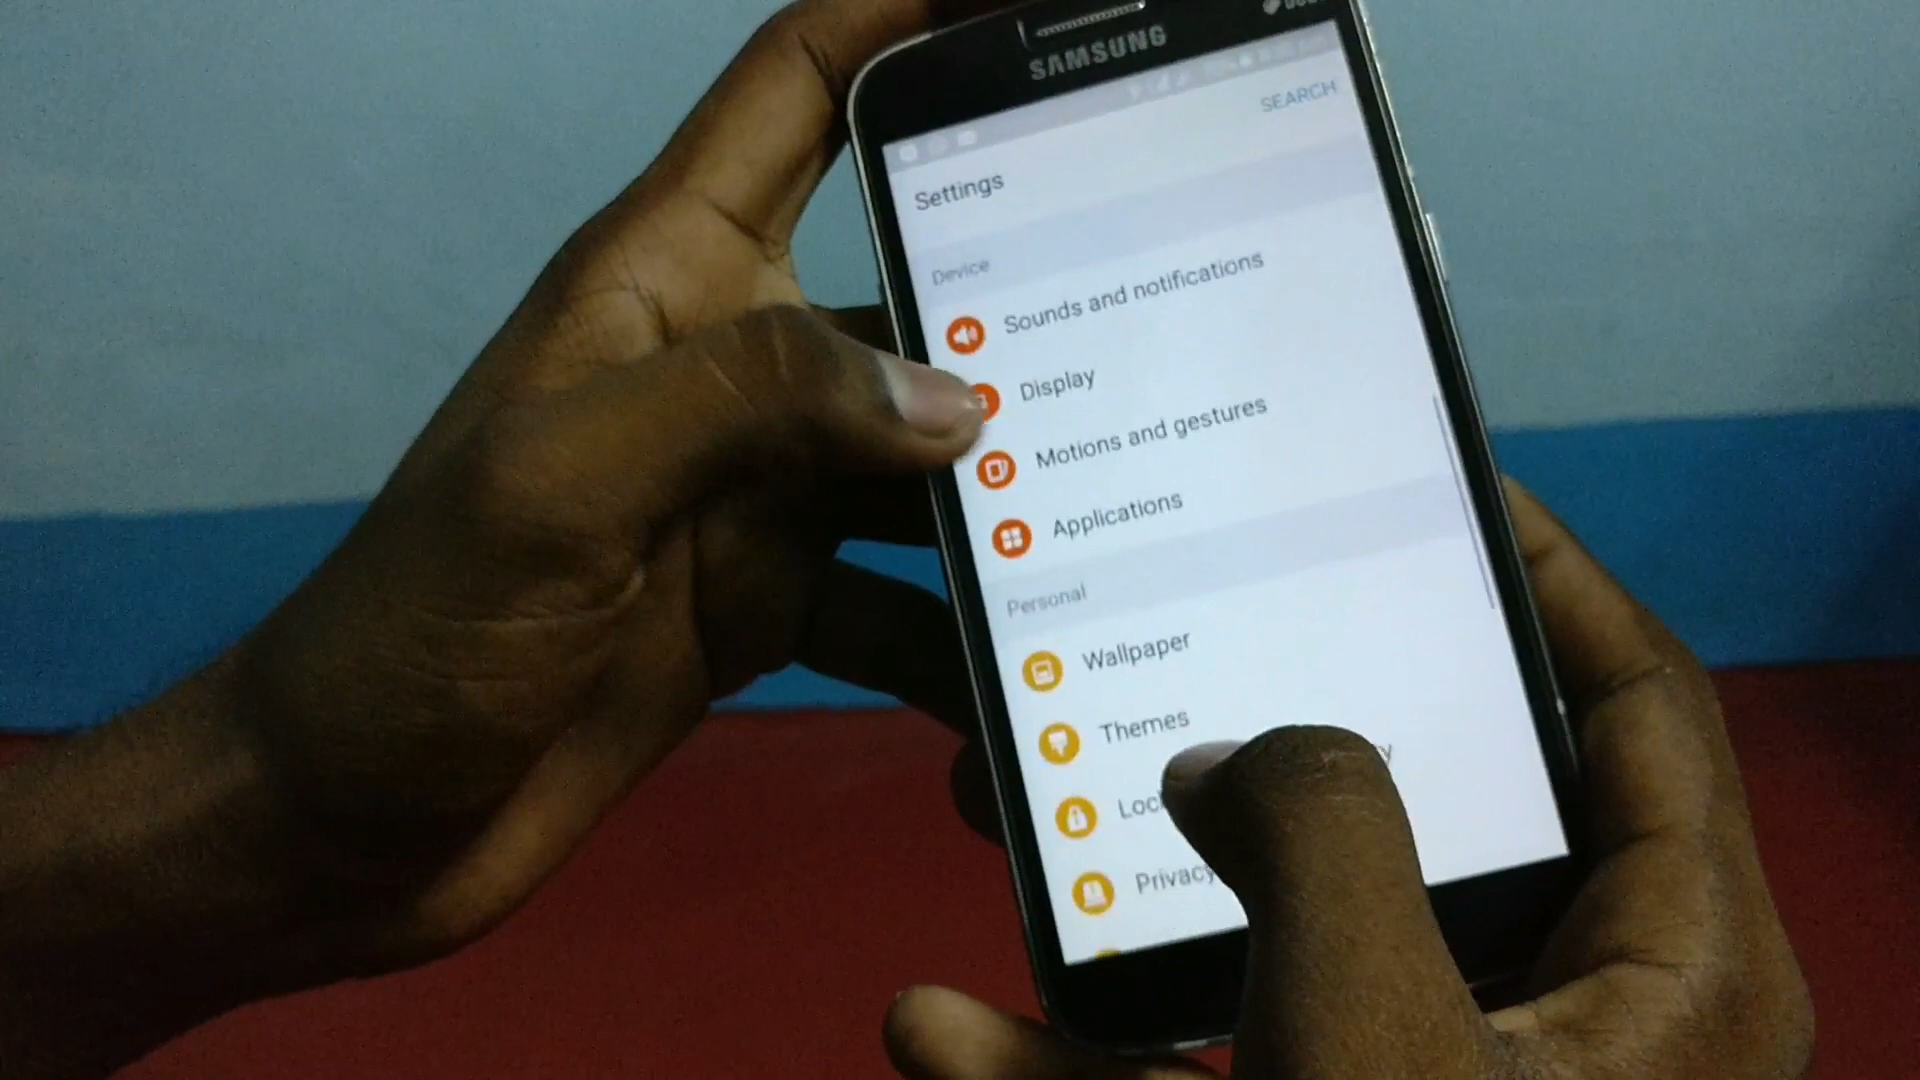 SAMSUNG
SEARCH
Settings
Device
Sounds and notifications
Display
Motions and gestures
Applications
Personal
Wallpaper
Themes
Privacy